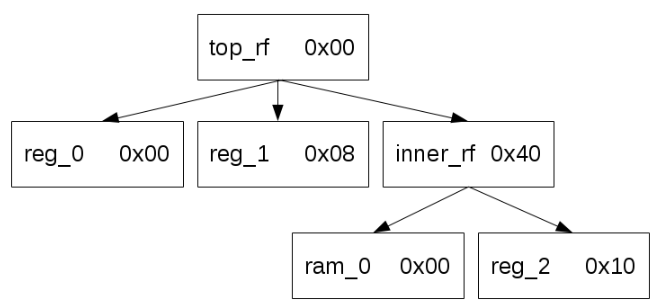 top_rf 0x00
reg_0 0x00
reg_1 0x08
inner_rf 0x40
ram_0 0x00
reg_2 0x10